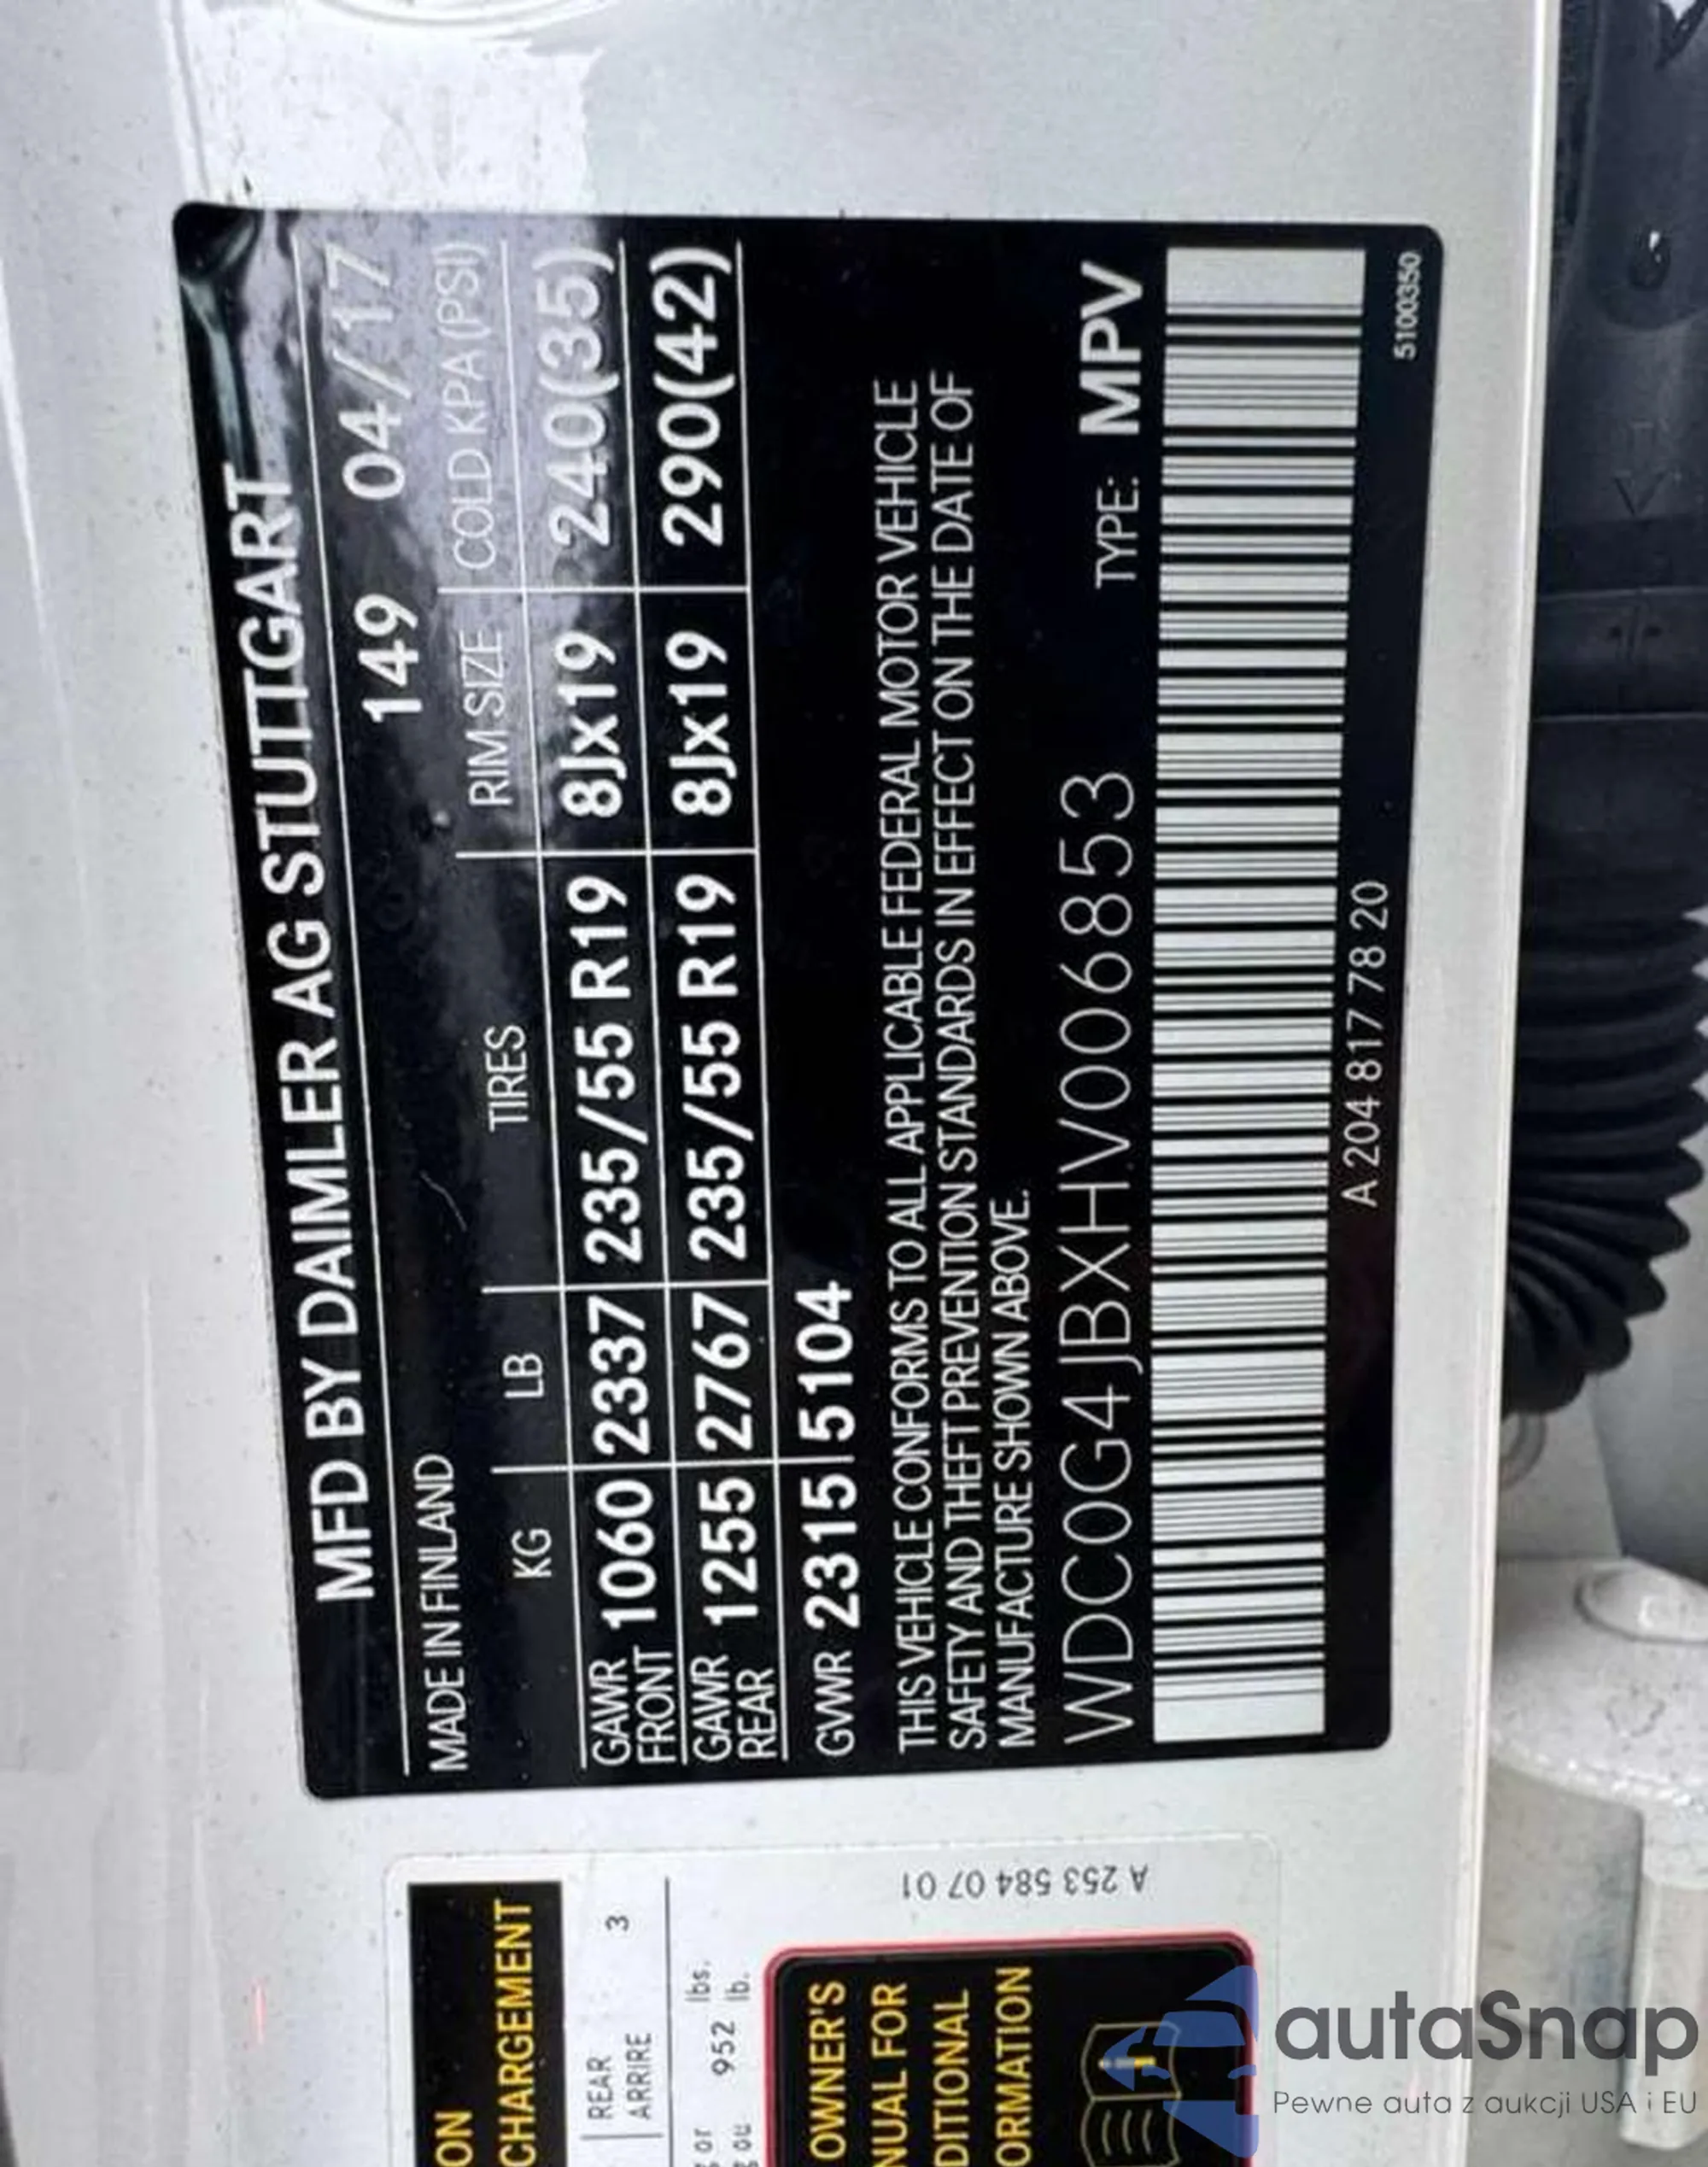 MFD BY DAIMLER AG STUTTGART
MADE IN FINLAND 149 04/17
KG LB TIRES RIM SIZE COLD KPA (PSI)
GAWR FRONT 1060 2337 235/55 R19 8Jx19 240(35)
GAWR REAR 1255 2767 235/55 R19 8Jx19 290(42)
GVWR 2315 5104
THIS VEHICLE CONFORMS TO ALL APPLICABLE FEDERAL MOTOR VEHICLE
SAFETY AND THEFT PREVENTION STANDARDS IN EFFECT ON THE DATE OF
MANUFACTURE SHOWN ABOVE.
WDC0G4JBXHV006853 TYPE: MPV
A 204 817 78 20
5100350
ON
CHARGEMENT
REAR 3
ARRIRE
or 952 lbs.
ou lb.
A 253 584 07 01
OWNER'S
NUAL FOR
DITIONAL
ORMATION
autaSnap
Pewne auta z aukcji USA i EU